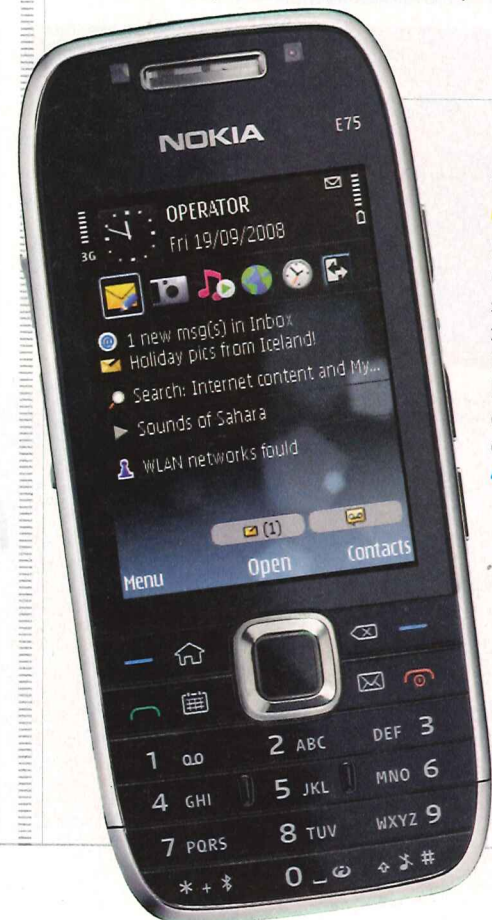 NOKIA E75
OPERATOR
Fri 19/09/2008
3G
1 new msg(s) in Inbox
Holiday pics from Iceland!
Search: Internet content and My...
Sounds of Sahara
WLAN networks fould
(1)
Menu Open Contacts
1 2 ABC DEF 3
4 GHI 5 JKL MNO 6
7 PQRS 8 TUV WXYZ 9
* + 0 #